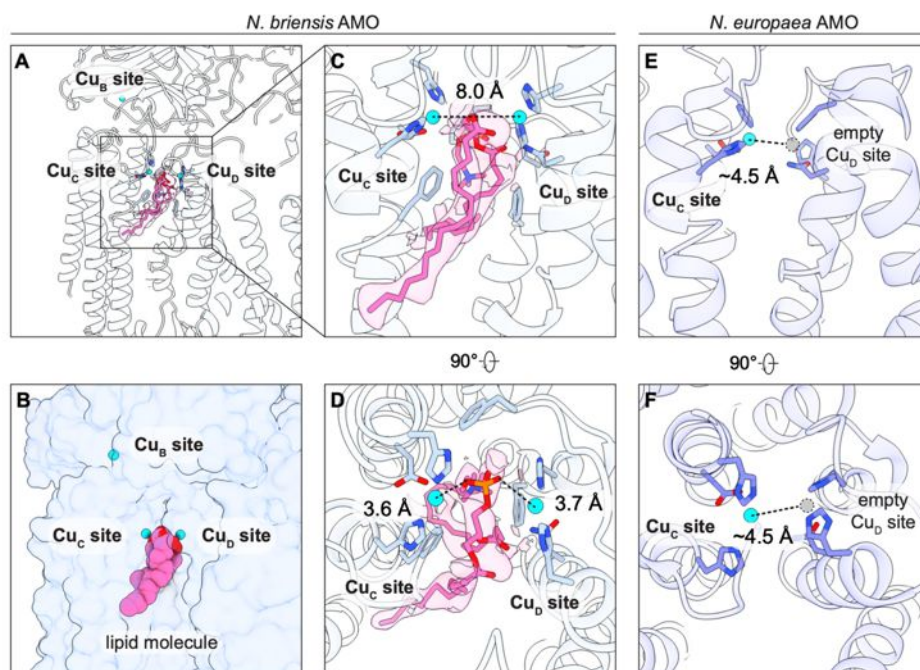 N. briensis AMO
N. europaea AMO
A
CuB site
CuC site
CuD site
C
8.0 Å
CuC site
CuD site
E
empty
CuD site
~4.5 Å
CuC site
90°
90°
B
CuB site
CuC site
CuD site
lipid molecule
D
3.6 Å
3.7 Å
CuC site
CuD site
F
empty
CuD site
CuC site
~4.5 Å